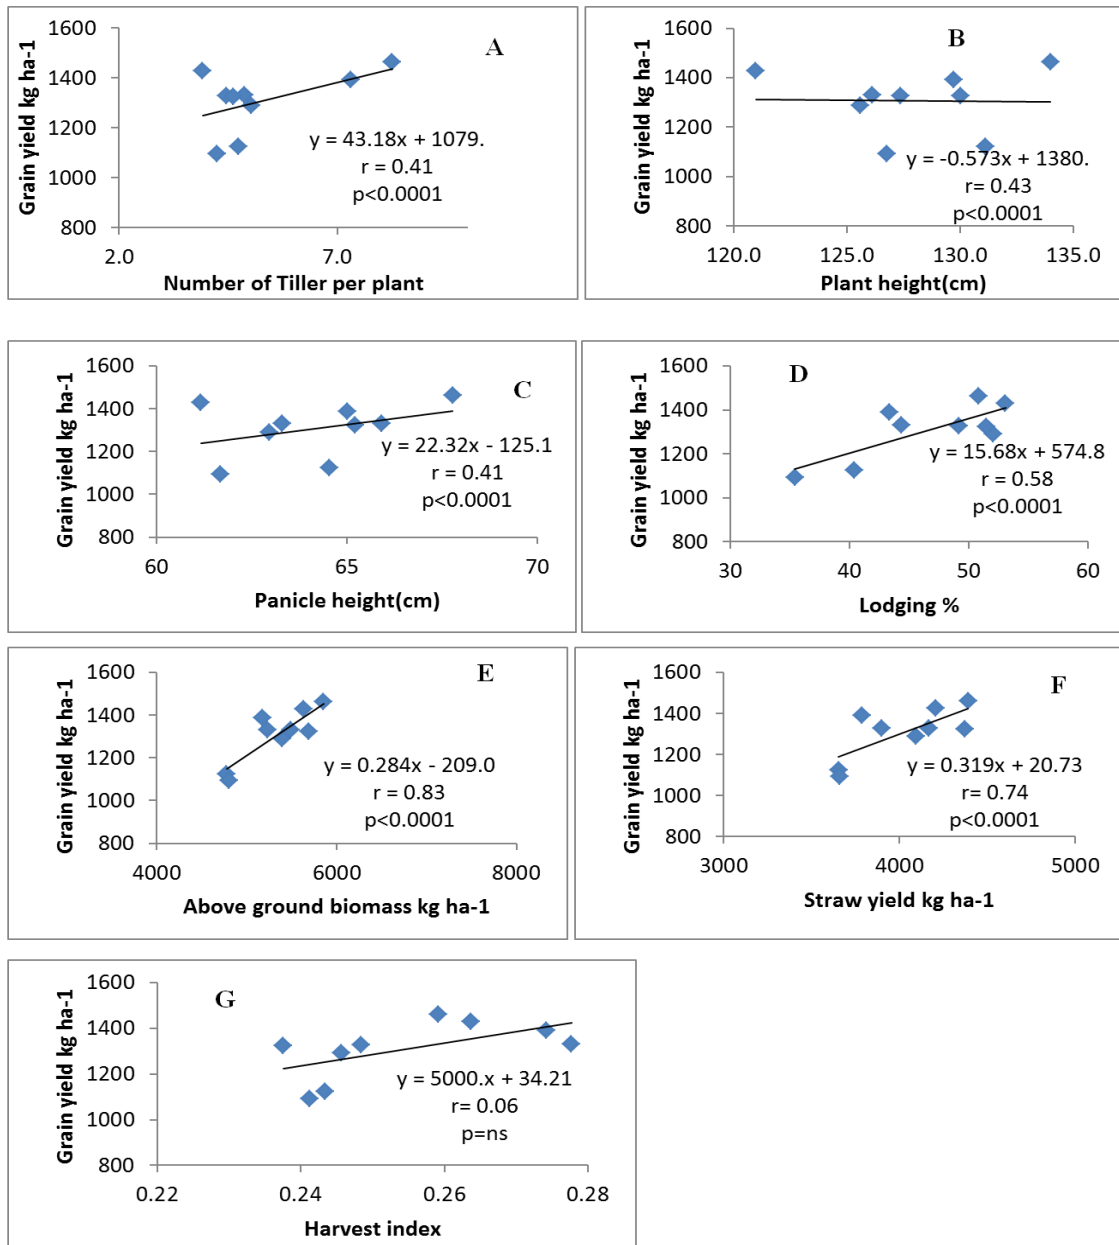 Grain yield kg ha-1
1600
1400
1200
1000
800
2.0
7.0
A
y = 43.18x + 1079.
r = 0.41
p<0.0001
Number of Tiller per plant
Grain yield kg ha-1
1600
1400
1200
1000
800
120.0
125.0
130.0
135.0
B
y = -0.573x + 1380.
r= 0.43
p<0.0001
Plant height(cm)
Grain yield kg ha-1
1600
1400
1200
1000
800
60
65
70
C
y = 22.32x - 125.1
r = 0.41
p<0.0001
Panicle height(cm)
Grain yield kg ha-1
1600
1400
1200
1000
800
30
40
50
60
D
y = 15.68x + 574.8
r = 0.58
p<0.0001
Lodging %
Grain yield kg ha-1
1600
1400
1200
1000
800
4000
6000
8000
E
y = 0.284x - 209.0
r = 0.83
p<0.0001
Above ground biomass kg ha-1
Grain yield kg ha-1
1600
1400
1200
1000
800
3000
4000
5000
F
y = 0.319x + 20.73
r= 0.74
p<0.0001
Straw yield kg ha-1
Grain yield kg ha-1
1600
1400
1200
1000
800
0.22
0.24
0.26
0.28
G
y = 5000.x + 34.21
r= 0.06
p=ns
Harvest index